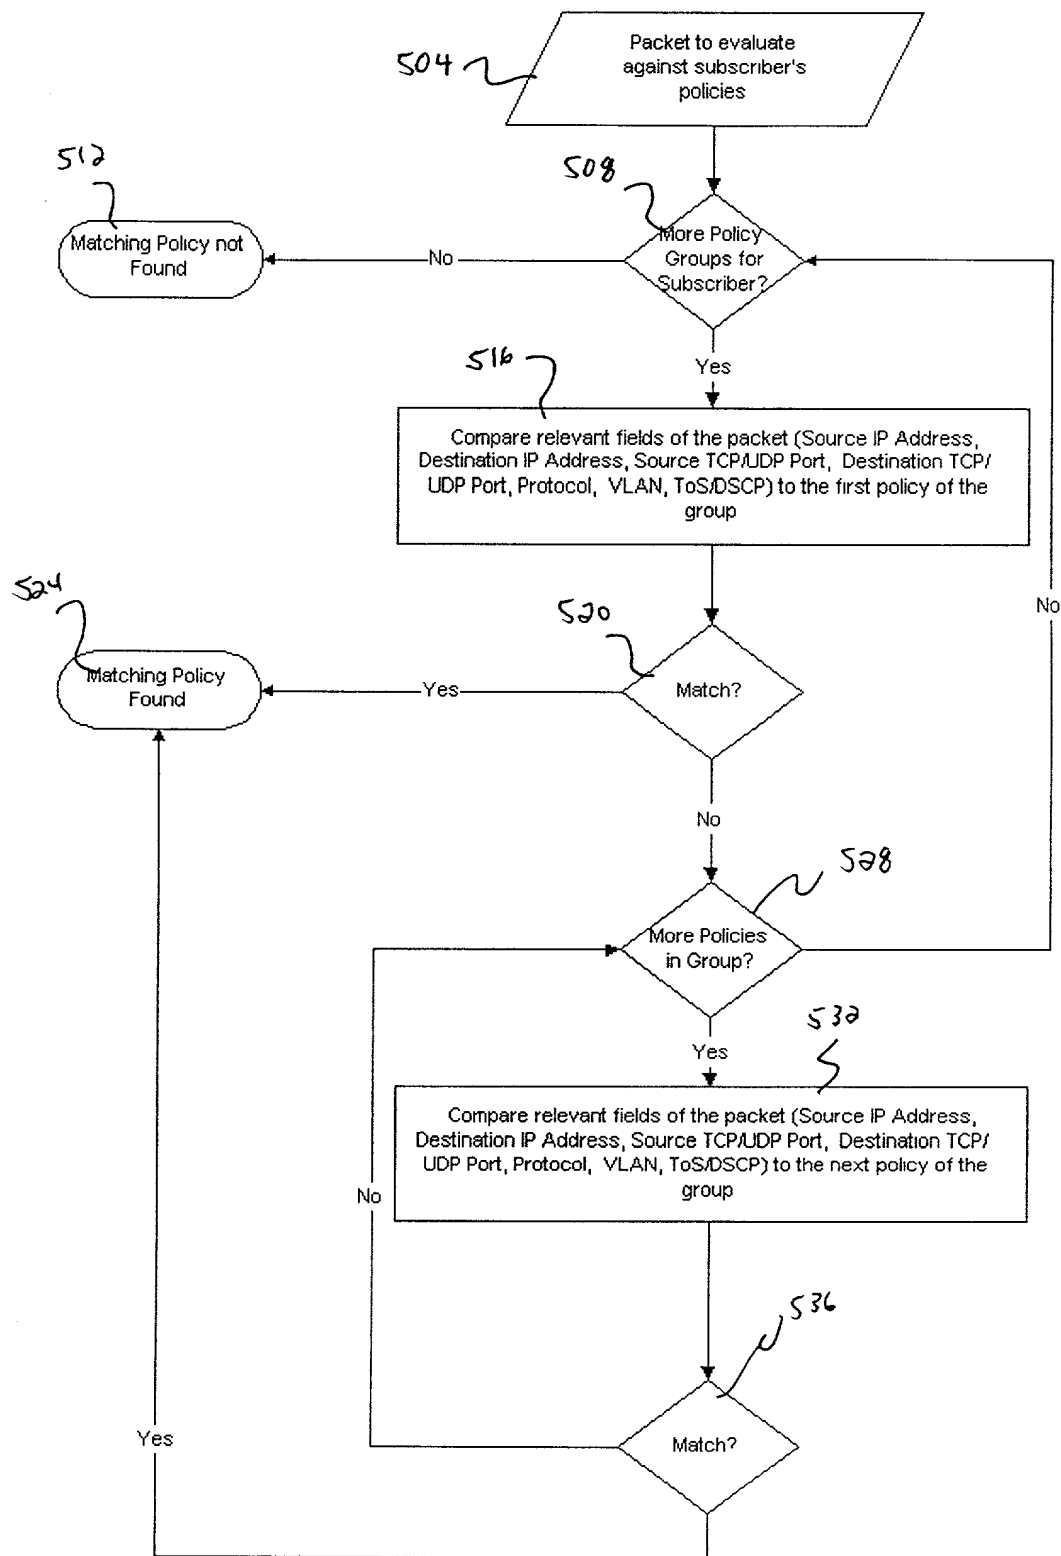 504
Packet to evaluate
against subscriber's
policies
512
508
Matching Policy not
Found
No
More Policy
Groups for
Subscriber?
516
Yes
Compare relevant fields of the packet (Source IP Address,
Destination IP Address, Source TCP/UDP Port, Destination TCP/
UDP Port, Protocol, VLAN, ToS/DSCP) to the first policy of the
group
524
520
No
Matching Policy
Found
Yes
Match?
No
528
More Policies
in Group?
532
Yes
Compare relevant fields of the packet (Source IP Address,
Destination IP Address, Source TCP/UDP Port, Destination TCP/
UDP Port, Protocol, VLAN, ToS/DSCP) to the next policy of the
group
No
536
Yes
Match?